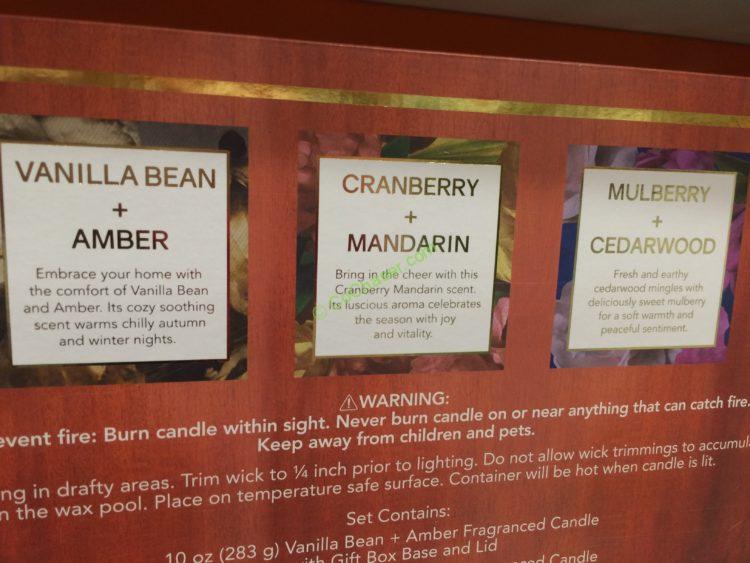 VANILLA BEAN
+
AMBER
Embrace your home with
the comfort of Vanilla Bean
and Amber. Its cozy soothing
scent warms chilly autumn
and winter nights.
CRANBERRY
+
MANDARIN
Bring in the cheer with this
Cranberry Mandarin scent.
Its luscious aroma celebrates
the season with joy
and vitality.
MULBERRY
+
CEDARWOOD
Fresh and earthy
cedarwood mingles with
deliciously sweet mulberry
for a soft warmth and
peaceful sentiment.
⚠WARNING:
event fire: Burn candle within sight. Never burn candle on or near anything that can catch fire.
Keep away from children and pets.
ng in drafty areas. Trim wick to ¼ inch prior to lighting. Do not allow wick trimmings to accumula
n the wax pool. Place on temperature safe surface. Container will be hot when candle is lit.
Set Contains:
10 oz (283 g) Vanilla Bean + Amber Fragranced Candle
with Gift Box Base and Lid
Candle